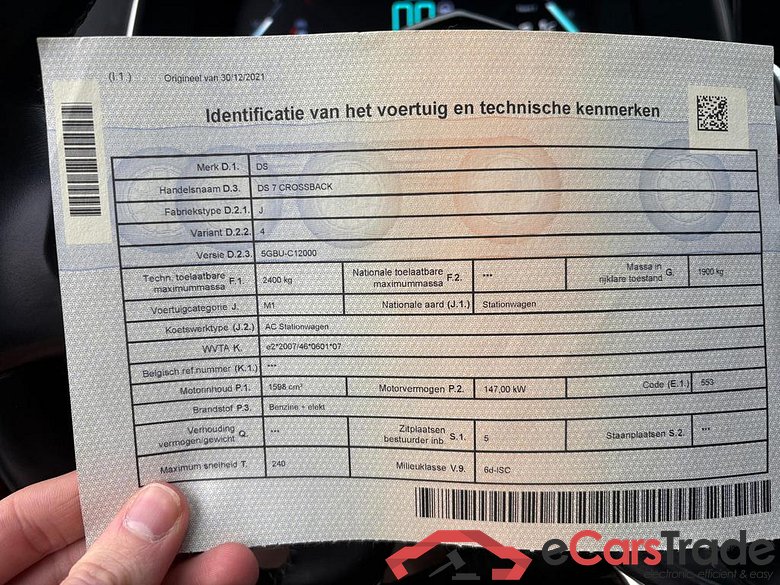 00
(I.1.) Origineel van 30/12/2021
Identificatie van het voertuig en technische kenmerken
Merk D.1. DS
Handelsnaam D.3. DS 7 CROSSBACK
Fabriekstype D.2.1. J
Variant D.2.2. 4
Versie D.2.3. 5GBU-C12000
Techn. toelaatbare maximummassa F.1. 2400 kg Nationale toelaatbare maximummassa F.2. --- Massa in rijklare toestand G. 1900 kg
Voertuigcategorie J. M1 Nationale aard (J.1.) Stationwagen
Koetswerktype (J.2.) AC Stationwagen
WVTA K. e2*2007/46*0601*07
Belgisch ref.nummer (K.1.) ---
Motorinhoud P.1. 1598 cm³ Motorvermogen P.2. 147,00 kW Code (E.1.) 553
Brandstof P.3. Benzine + elekt
Verhouding vermogen/gewicht Q. --- Zitplaatsen bestuurder inb. S.1. 5 Staanplaatsen S.2. ---
Maximum snelheid T. 240 Milieuklasse V.9. 6d-ISC
eCarsTrade
electronic, efficient & easy